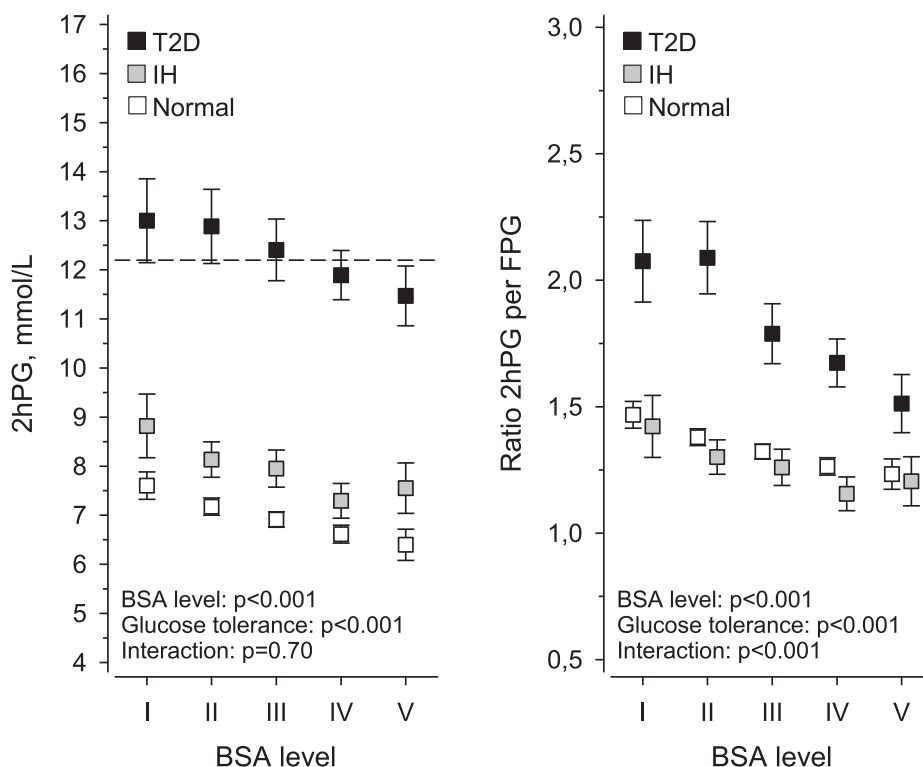 17
16
15
14
13
12
11
10
9
8
7
6
5
4
2hPG, mmol/L
T2D
IH
Normal
BSA level: p<0.001
Glucose tolerance: p<0.001
Interaction: p=0.70
I II III IV V
BSA level
3,0
2,5
2,0
1,5
1,0
0,5
Ratio 2hPG per FPG
T2D
IH
Normal
BSA level: p<0.001
Glucose tolerance: p<0.001
Interaction: p<0.001
I II III IV V
BSA level